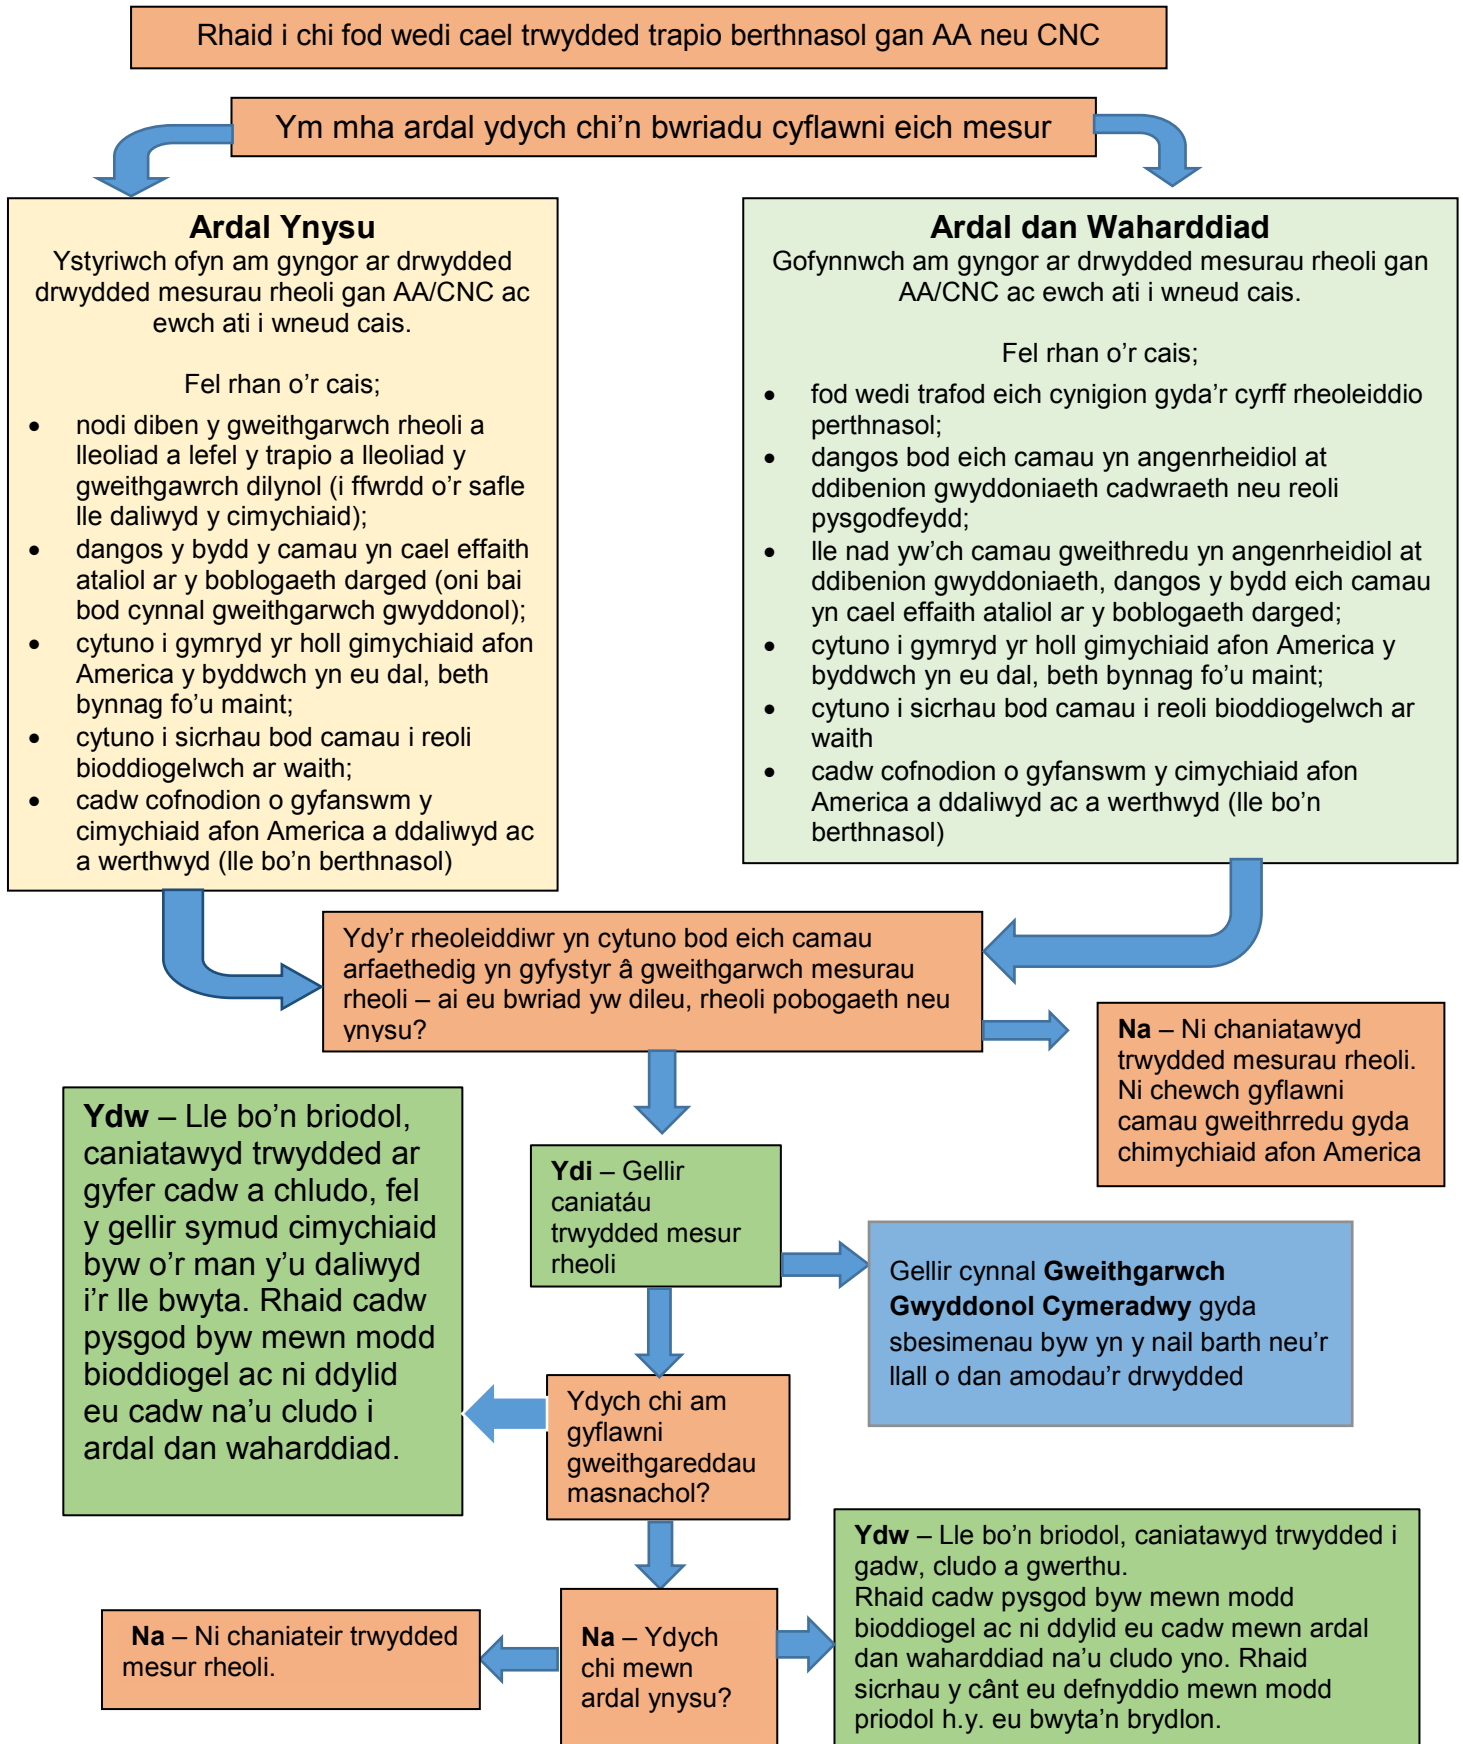 Rhaid i chi fod wedi cael trwydded trapio berthnasol gan AA neu CNC
Ym mha ardal ydych chi'n bwriadu cyflawni eich mesur
Ardal Ynysu
Ystyriwch ofyn am gyngor ar drwydded
drwydded mesurau rheoli gan AA/CNC ac
ewch ati i wneud cais.
Fel rhan o'r cais;
• nodi diben y gweithgarwch rheoli a
lleoliad a lefel y trapio a lleoliad y
gweithgawrch dilynol (i ffwrdd o'r safle
lle daliwyd y cimychiaid);
• dangos y bydd y camau yn cael effaith
ataliol ar y boblogaeth darged (oni bai
bod cynnal gweithgarwch gwyddonol);
• cytuno i gymryd yr holl gimychiaid afon
America y byddwch yn eu dal, beth
bynnag fo'u maint;
• cytuno i sicrhau bod camau i reoli
bioddiogelwch ar waith;
• cadw cofnodion o gyfanswm y
cimychiaid afon America a ddaliwyd ac
a werthwyd (lle bo'n berthnasol)
Ardal dan Waharddiad
Gofynnwch am gyngor ar drwydded mesurau rheoli gan
AA/CNC ac ewch ati i wneud cais.
Fel rhan o'r cais;
• fod wedi trafod eich cynigion gyda'r cyrff rheoleiddio
perthnasol;
• dangos bod eich camau yn angenrheidiol at
ddibenion gwyddoniaeth cadwraeth neu reoli
pysgodfeydd;
• lle nad yw'ch camau gweithredu yn angenrheidiol at
ddibenion gwyddoniaeth, dangos y bydd eich camau
yn cael effaith ataliol ar y boblogaeth darged;
• cytuno i gymryd yr holl gimychiaid afon America y
byddwch yn eu dal, beth bynnag fo'u maint;
• cytuno i sicrhau bod camau i reoli bioddiogelwch ar
waith
• cadw cofnodion o gyfanswm y cimychiaid afon
America a ddaliwyd ac a werthwyd (lle bo'n
berthnasol)
Ydy'r rheoleiddiwr yn cytuno bod eich camau
arfaethedig yn gyfystyr â gweithgarwch mesurau
rheoli – ai eu bwriad yw dileu, rheoli pobogaeth neu
ynysu?
Na – Ni chaniatawyd
trwydded mesurau rheoli.
Ni chewch gyflawni
camau gweithrredu gyda
chimychiaid afon America
Ydw – Lle bo'n briodol,
caniatawyd trwydded ar
gyfer cadw a chludo, fel
y gellir symud cimychiaid
byw o'r man y'u daliwyd
i'r lle bwyta. Rhaid cadw
pysgod byw mewn modd
bioddiogel ac ni ddylid
eu cadw na'u cludo i
ardal dan waharddiad.
Ydi – Gellir
caniatáu
trwydded mesur
rheoli
Gellir cynnal Gweithgarwch
Gwyddonol Cymeradwy gyda
sbesimenau byw yn y nail barth neu'r
llall o dan amodau'r drwydded
Ydych chi am
gyflawni
gweithgareddau
masnachol?
Na – Ni chaniateir trwydded
mesur rheoli.
Na – Ydych
chi mewn
ardal ynysu?
Ydw – Lle bo'n briodol, caniatawyd trwydded i
gadw, cludo a gwerthu.
Rhaid cadw pysgod byw mewn modd
bioddiogel ac ni ddylid eu cadw mewn ardal
dan waharddiad na'u cludo yno. Rhaid
sicrhau y cânt eu defnyddio mewn modd
priodol h.y. eu bwyta'n brydlon.